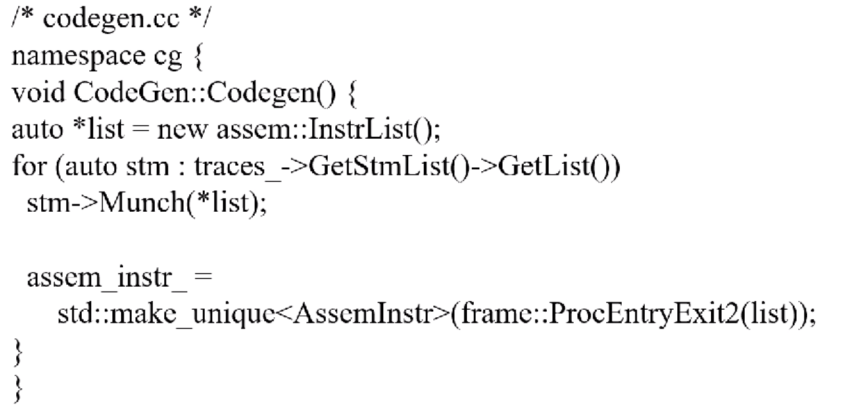 /* codegen.cc */
namespace cg {
void CodeGen::Codegen() {
auto *list = new assem::InstrList();
for (auto stm : traces_->GetStmList()->GetList())
stm->Munch(*list);
assem_instr_ =
std::make_unique<AssemInstr>(frame::ProcEntryExit2(list));
}
}